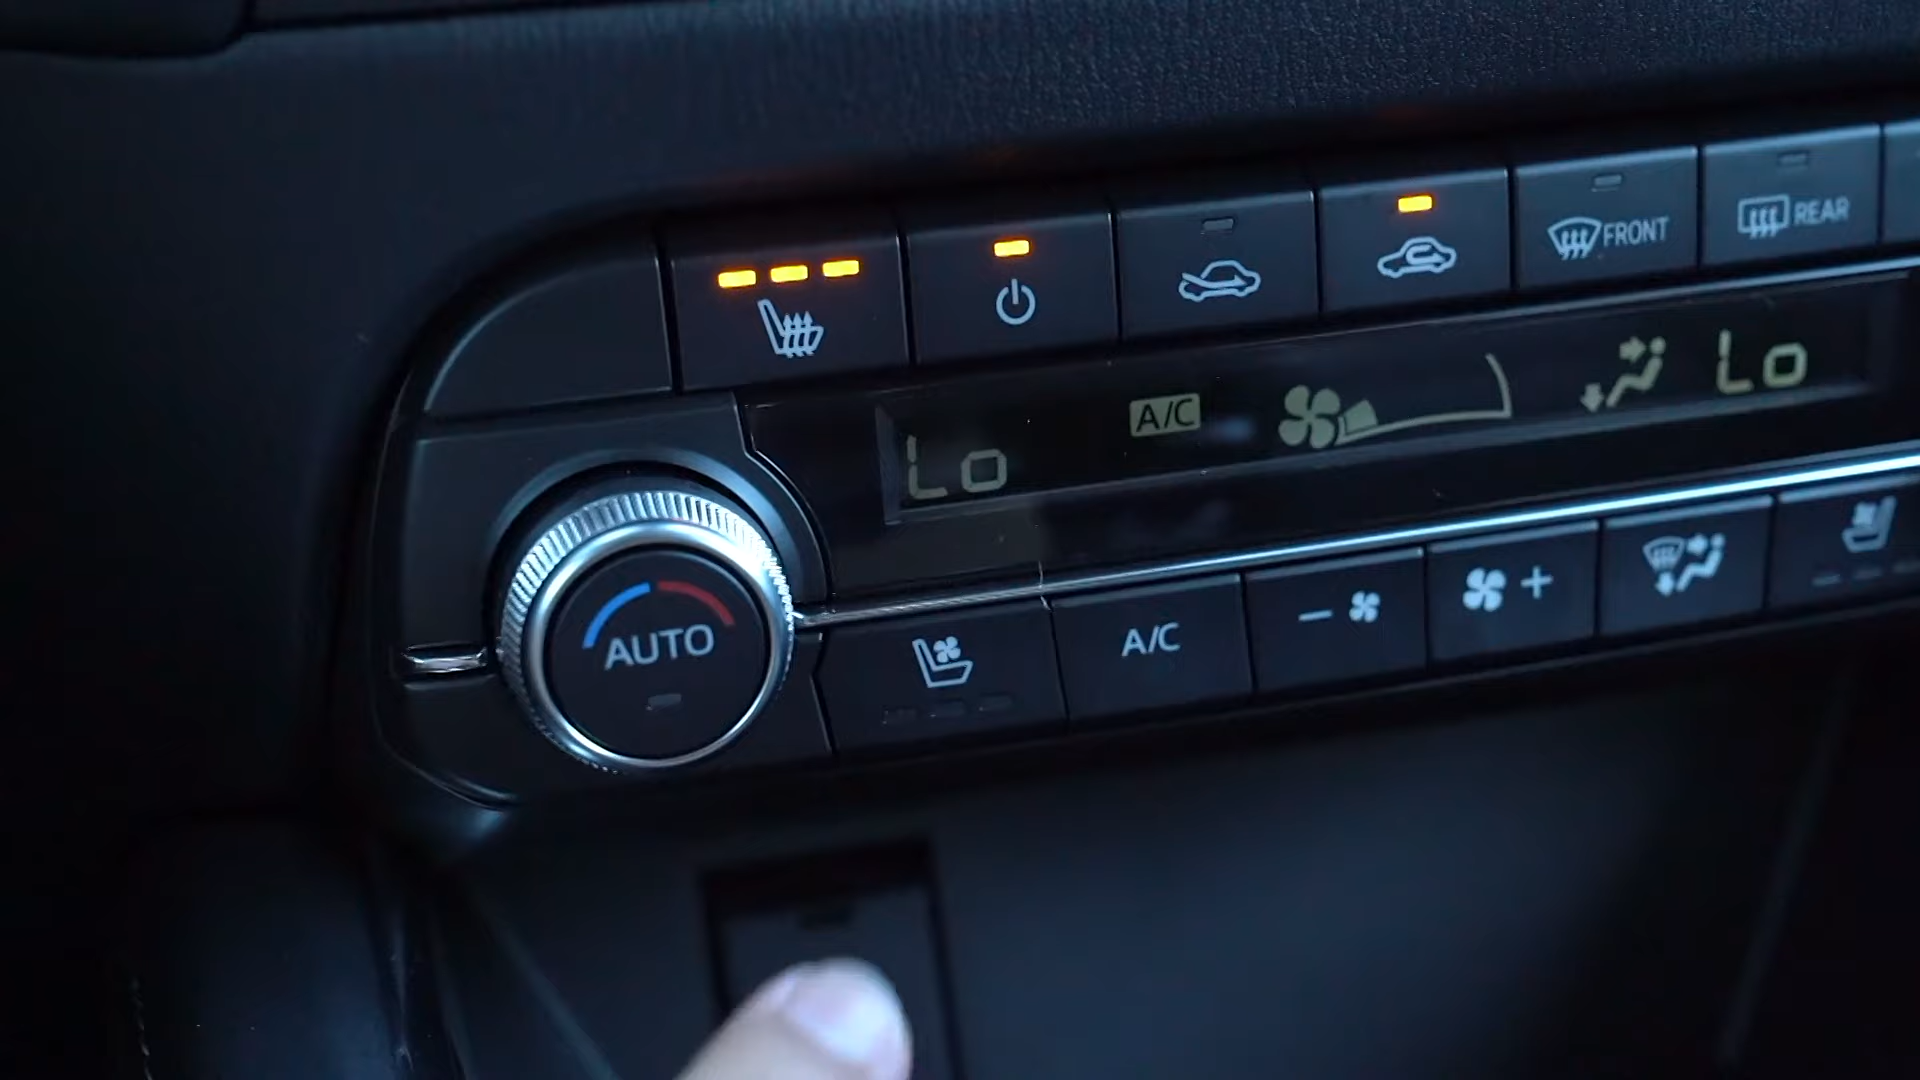 FRONT
REAR
Lo
A/C
Lo
AUTO
A/C
- +